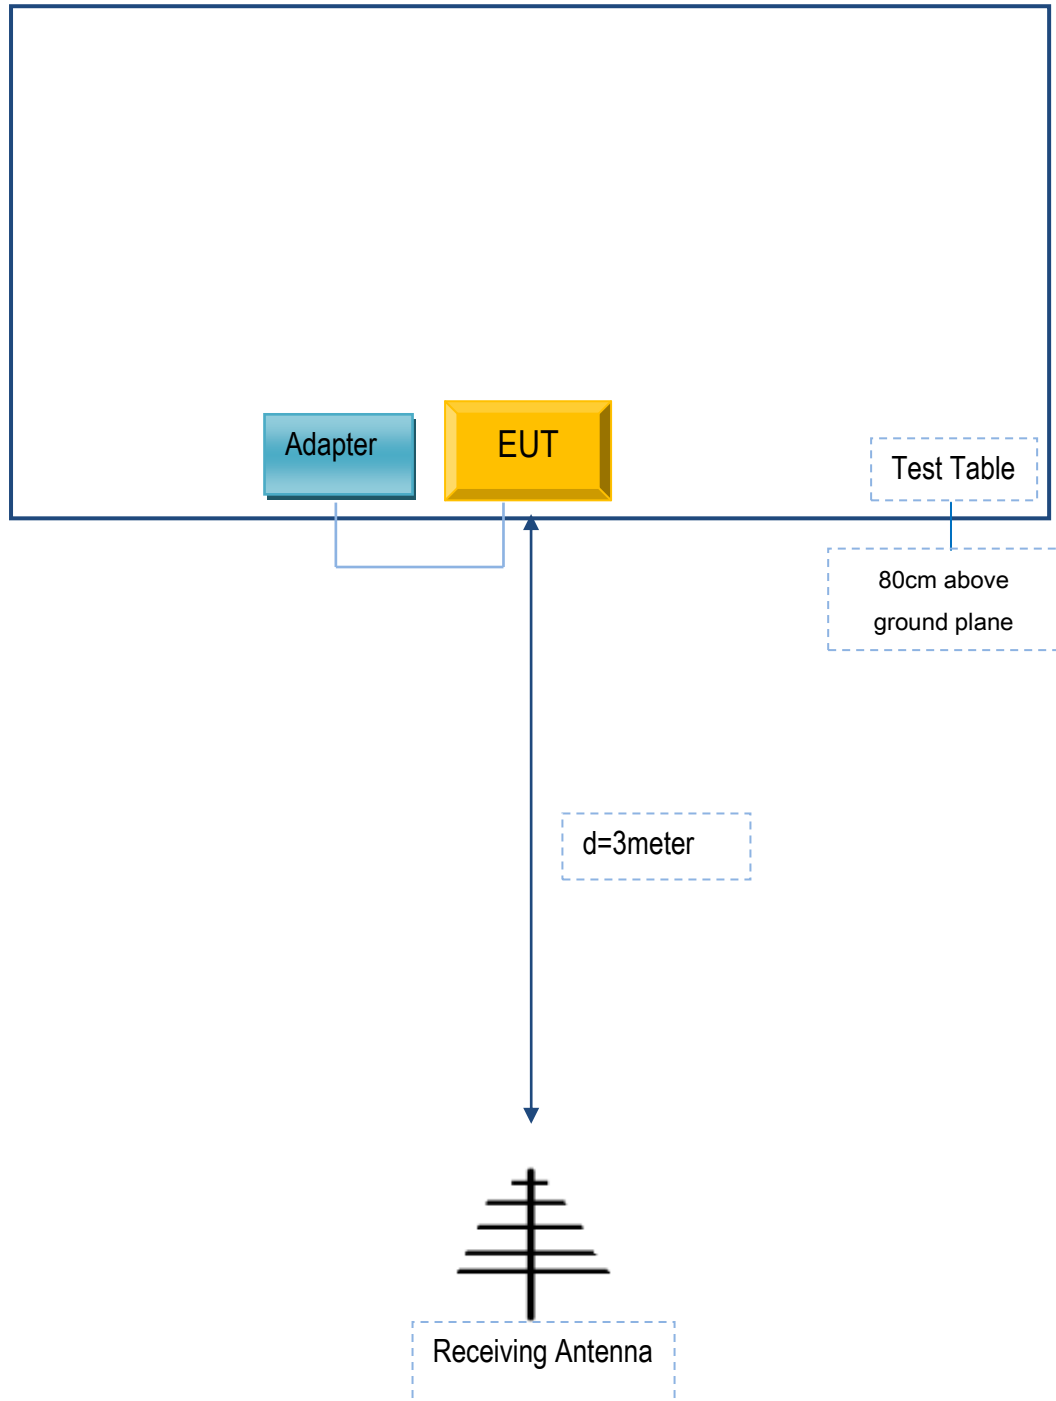 Adapter
EUT
Test Table
80cm above
ground plane
d=3meter
Receiving Antenna